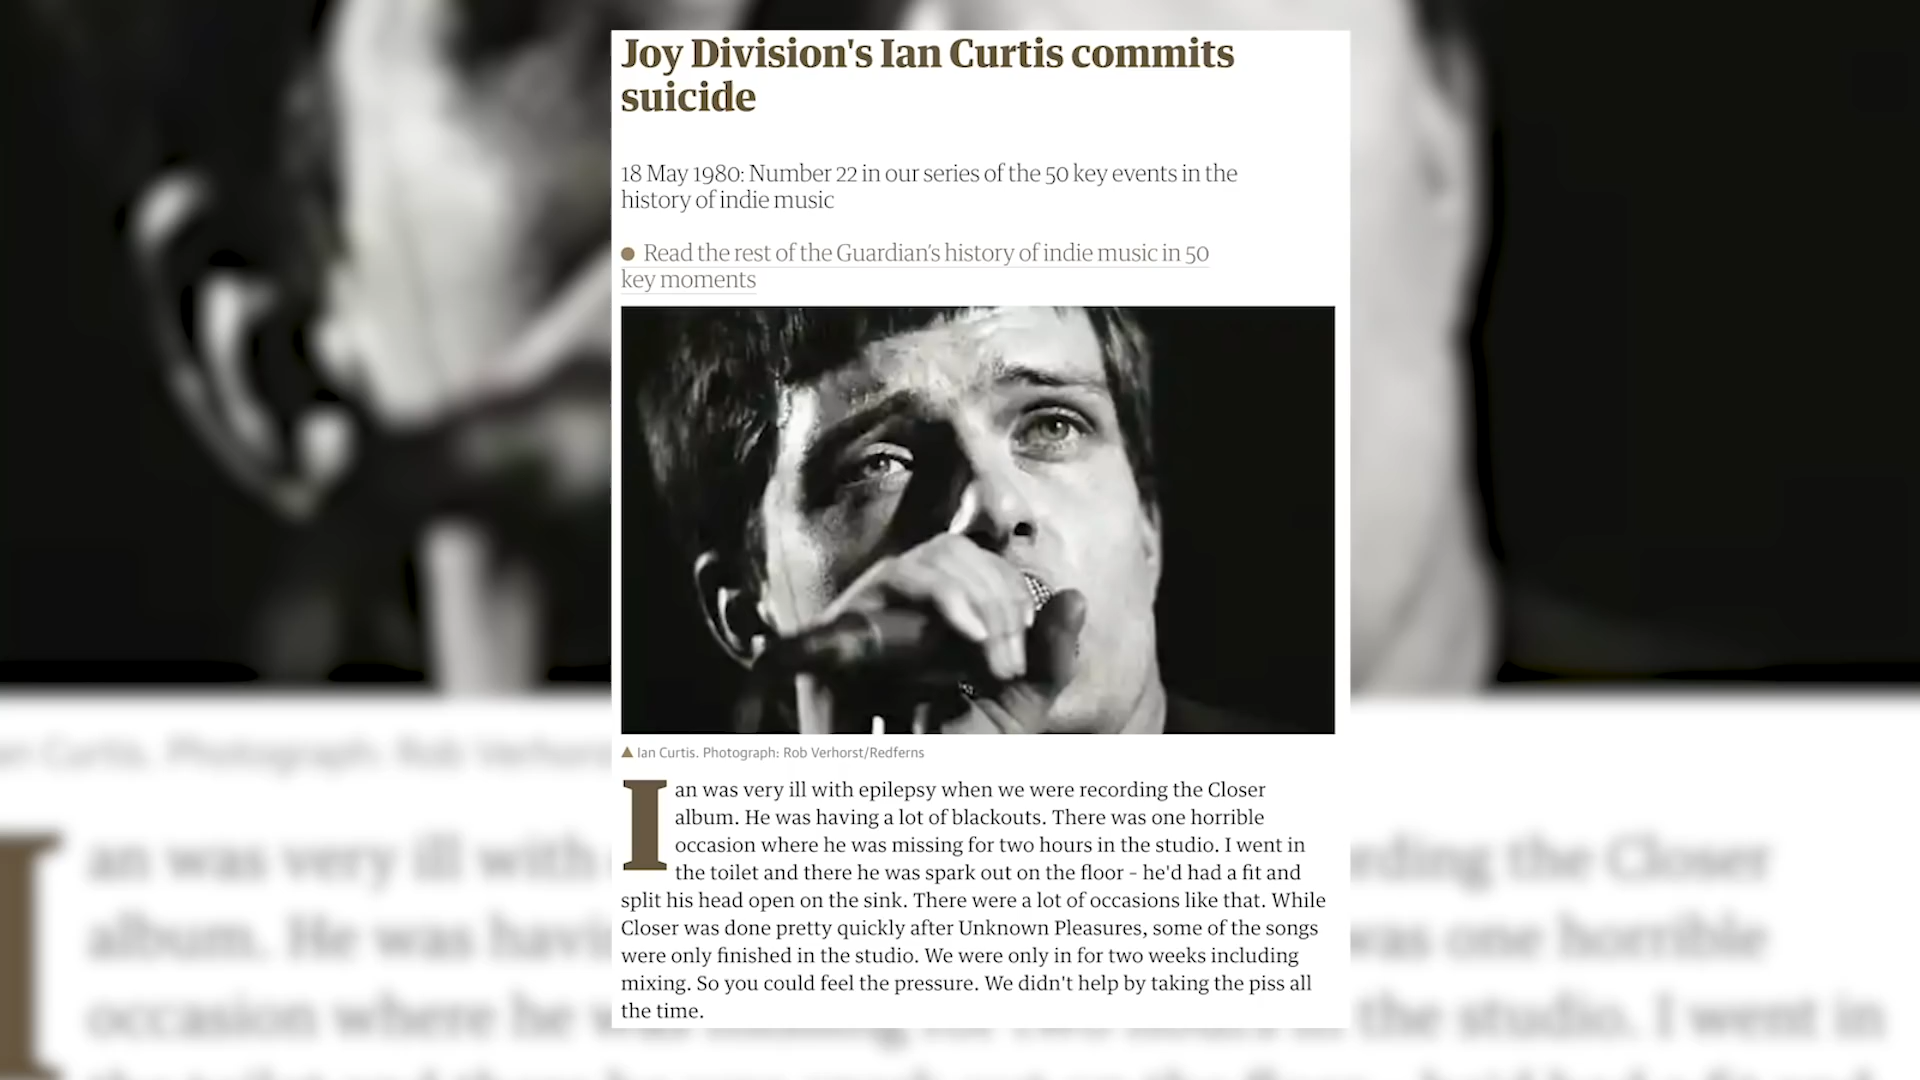 Joy Division's Ian Curtis commits
suicide
18 May 1980: Number 22 in our series of the 50 key events in the
history of indie music
Read the rest of the Guardian's history of indie music in 50
key moments
Ian Curtis. Photograph: Rob Verhorst/Redferns
Ian was very ill with epilepsy when we were recording the Closer
album. He was having a lot of blackouts. There was one horrible
occasion where he was missing for two hours in the studio. I went in
the toilet and there he was spark out on the floor – he'd had a fit and
split his head open on the sink. There were a lot of occasions like that. While
Closer was done pretty quickly after Unknown Pleasures, some of the songs
were only finished in the studio. We were only in for two weeks including
mixing. So you could feel the pressure. We didn't help by taking the piss all
the time.